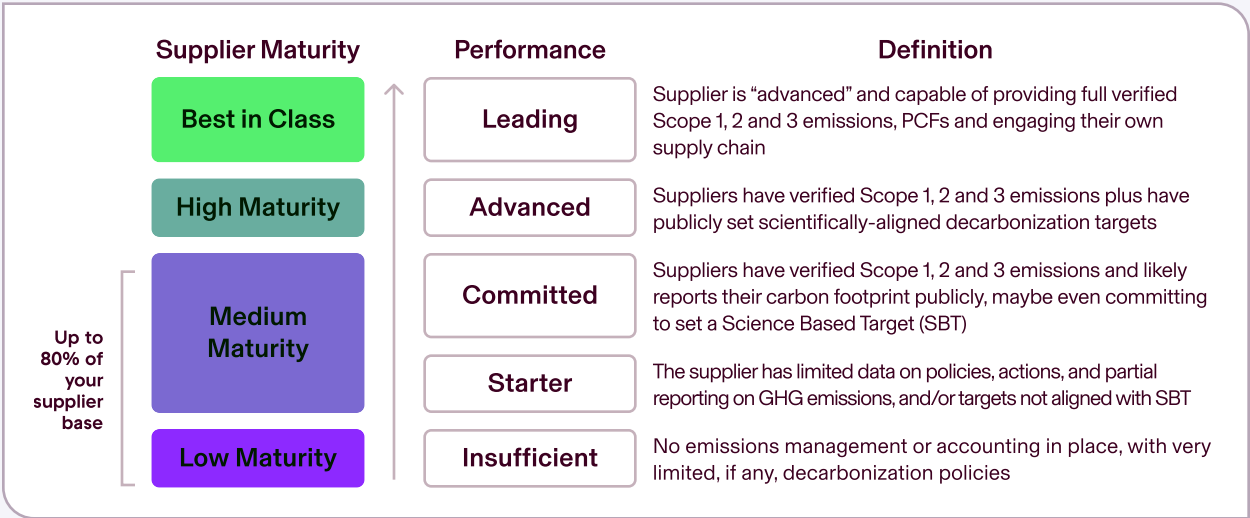 Supplier Maturity
Performance
Definition
Best in Class
Leading
Supplier is “advanced” and capable of providing full verified
Scope 1, 2 and 3 emissions, PCFs and engaging their own
supply chain
High Maturity
Advanced
Suppliers have verified Scope 1, 2 and 3 emissions plus have
publicly set scientifically-aligned decarbonization targets
Up to
80% of
your
supplier
base
Medium
Maturity
Committed
Suppliers have verified Scope 1, 2 and 3 emissions and likely
reports their carbon footprint publicly, maybe even committing
to set a Science Based Target (SBT)
Starter
The supplier has limited data on policies, actions, and partial
reporting on GHG emissions, and/or targets not aligned with SBT
Low Maturity
Insufficient
No emissions management or accounting in place, with very
limited, if any, decarbonization policies